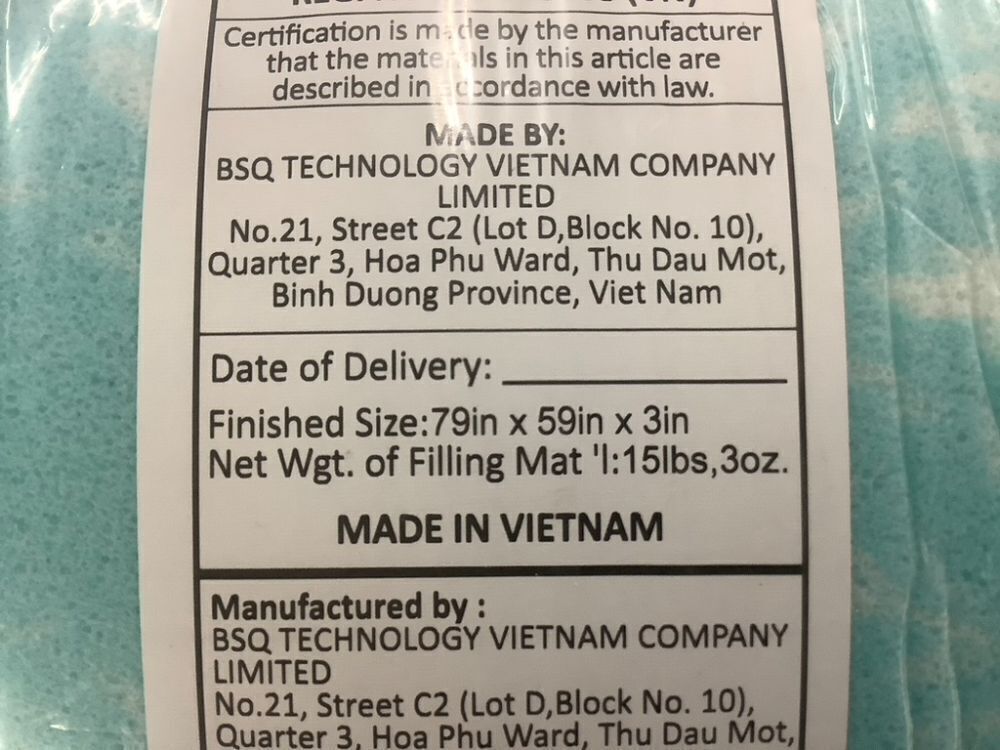 Certification is made by the manufacturer
that the materials in this article are
described in accordance with law.
MADE BY:
BSQ TECHNOLOGY VIETNAM COMPANY
LIMITED
No.21, Street C2 (Lot D,Block No. 10),
Quarter 3, Hoa Phu Ward, Thu Dau Mot,
Binh Duong Province, Viet Nam
Date of Delivery:
Finished Size:79in x 59in x 3in
Net Wgt. of Filling Mat 'l:15lbs,3oz.
MADE IN VIETNAM
Manufactured by :
BSQ TECHNOLOGY VIETNAM COMPANY
LIMITED
No.21, Street C2 (Lot D,Block No. 10),
Quarter 3, Hoa Phu Ward, Thu Dau Mot,